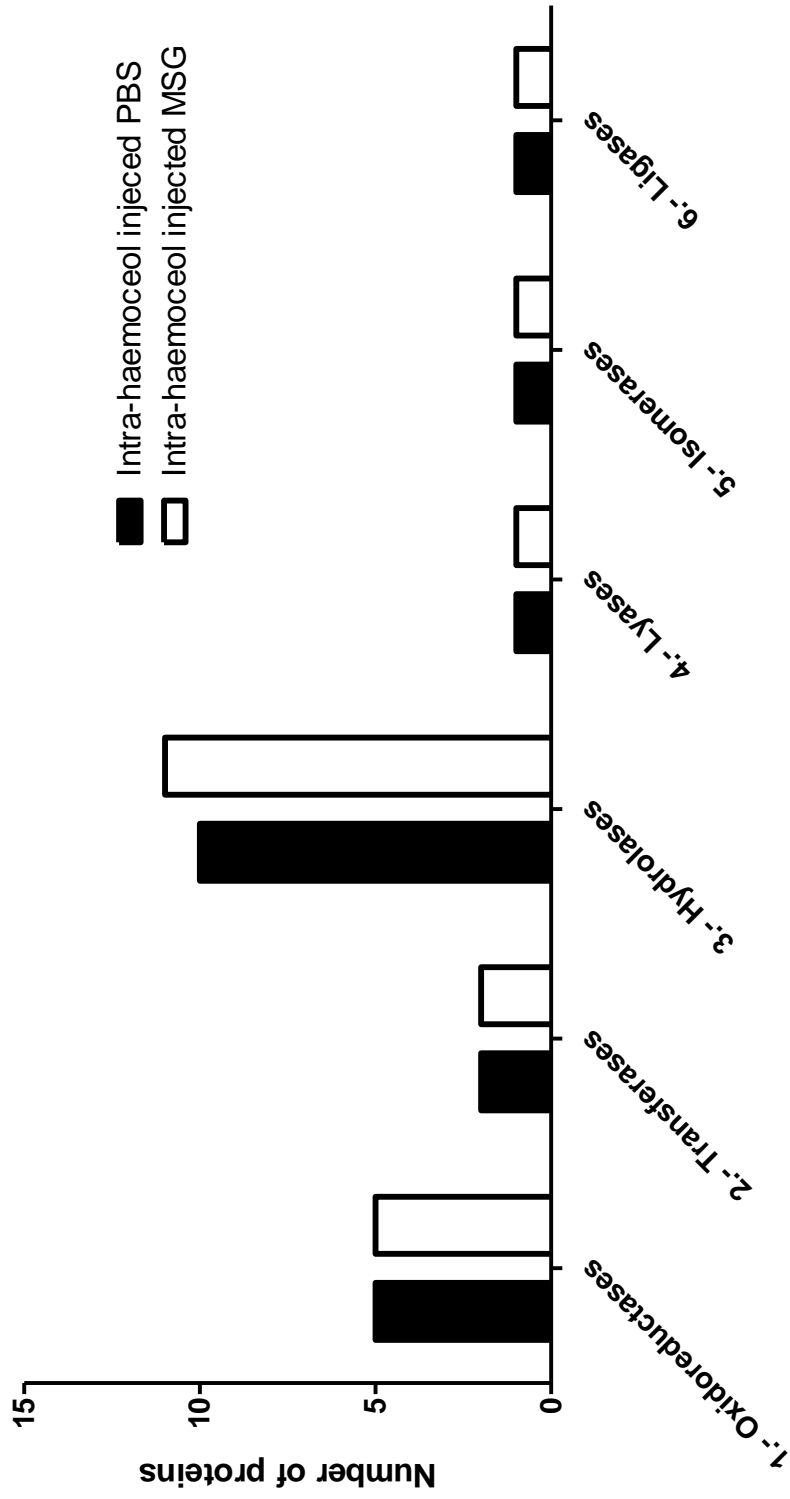 Intra-haemoceol injeced PBS
Intra-haemoceol injected MSG
Number of proteins
15
10
5
0
1.- Oxidoreductases
2.- Transferases
3.- Hydrolases
4.- Lyases
5.- Isomerases
6.- Ligases